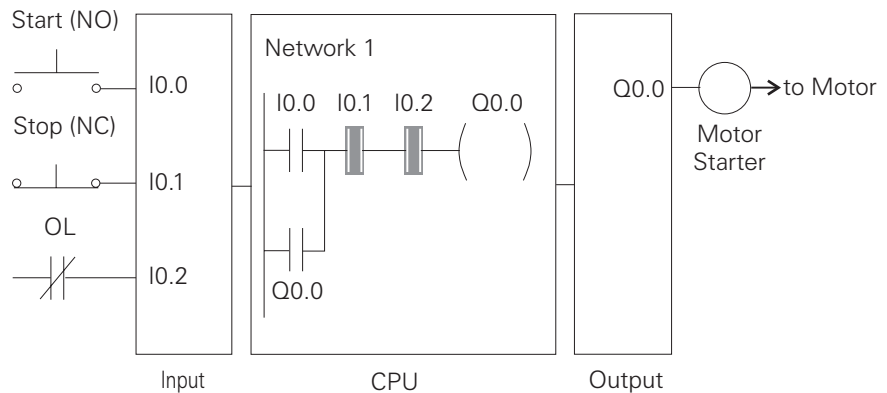 Start (NO)
I0.0
Stop (NC)
I0.1
OL
I0.2
Input
Network 1
I0.0 I0.1 I0.2 Q0.0
Q0.0
CPU
Q0.0
to Motor
Motor
Starter
Output